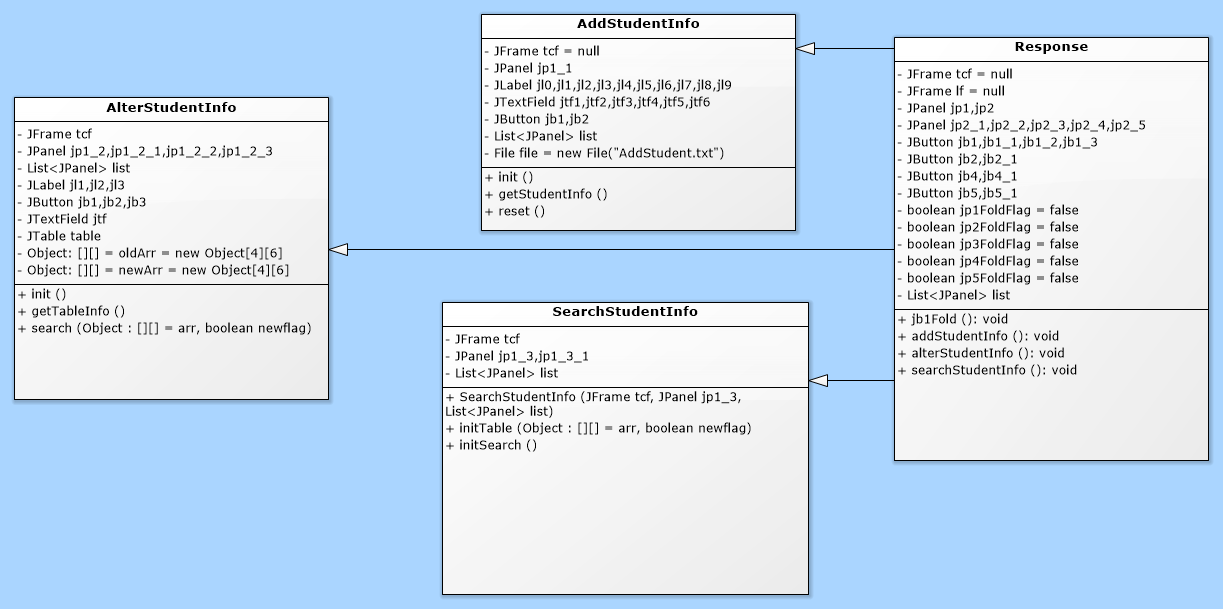 AddStudentInfo
- JFrame tcf = null
- JPanel jp1_1
- JLabel jl0,jl1,jl2,jl3,jl4,jl5,jl6,jl7,jl8,jl9
- JTextField jtf1,jtf2,jtf3,jtf4,jtf5,jtf6
- JButton jb1,jb2
- List<JPanel> list
- File file = new File("AddStudent.txt")
+ init ()
+ getStudentInfo ()
+ reset ()
Response
- JFrame tcf = null
- JFrame lf = null
- JPanel jp1,jp2
- JPanel jp2_1,jp2_2,jp2_3,jp2_4,jp2_5
- JButton jb1,jb1_1,jb1_2,jb1_3
- JButton jb2,jb2_1
- JButton jb4,jb4_1
- JButton jb5,jb5_1
- boolean jp1FoldFlag = false
- boolean jp2FoldFlag = false
- boolean jp3FoldFlag = false
- boolean jp4FoldFlag = false
- boolean jp5FoldFlag = false
- List<JPanel> list
+ jb1Fold (): void
+ addStudentInfo (): void
+ alterStudentInfo (): void
+ searchStudentInfo (): void
AlterStudentInfo
- JFrame tcf
- JPanel jp1_2,jp1_2_1,jp1_2_2,jp1_2_3
- List<JPanel> list
- JLabel jl1,jl2,jl3
- JButton jb1,jb2,jb3
- JTextField jtf
- JTable table
- Object: [][] = oldArr = new Object[4][6]
- Object: [][] = newArr = new Object[4][6]
+ init ()
+ getTableInfo ()
+ search (Object : [][] = arr, boolean newflag)
SearchStudentInfo
- JFrame tcf
- JPanel jp1_3,jp1_3_1
- List<JPanel> list
+ SearchStudentInfo (JFrame tcf, JPanel jp1_3,
List<JPanel> list)
+ initTable (Object : [][] = arr, boolean newflag)
+ initSearch ()